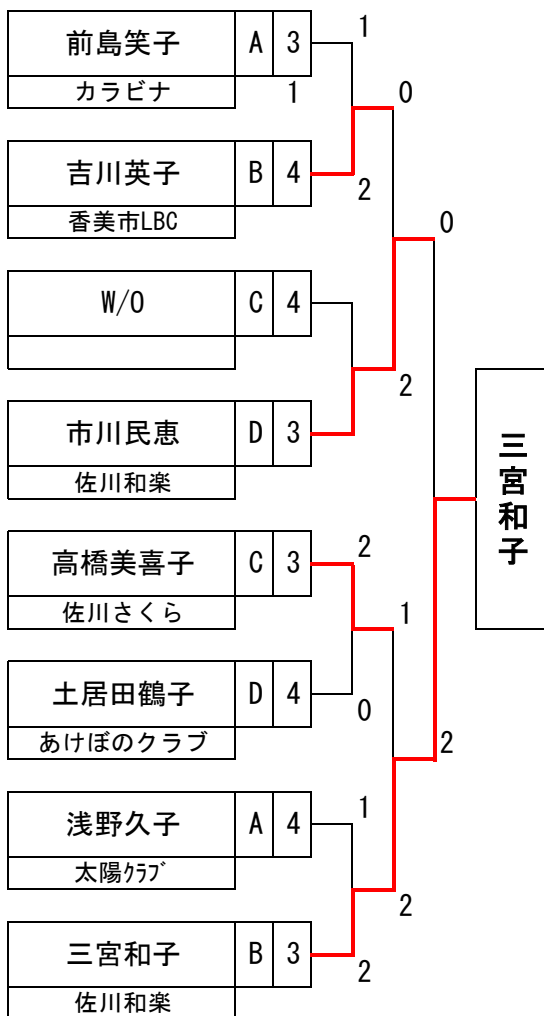 前島笑子 A 3 1
カラビナ 1 0
吉川英子 B 4 2
香美市LBC 0
W/O C 4
2
市川民恵 D 3
佐川和楽
三宮和子
高橋美喜子 C 3 2
佐川さくら 1
土居田鶴子 D 4 0
あけぼのクラブ 2
浅野久子 A 4 1
太陽ｸﾗﾌﾞ 2
三宮和子 B 3 2
佐川和楽